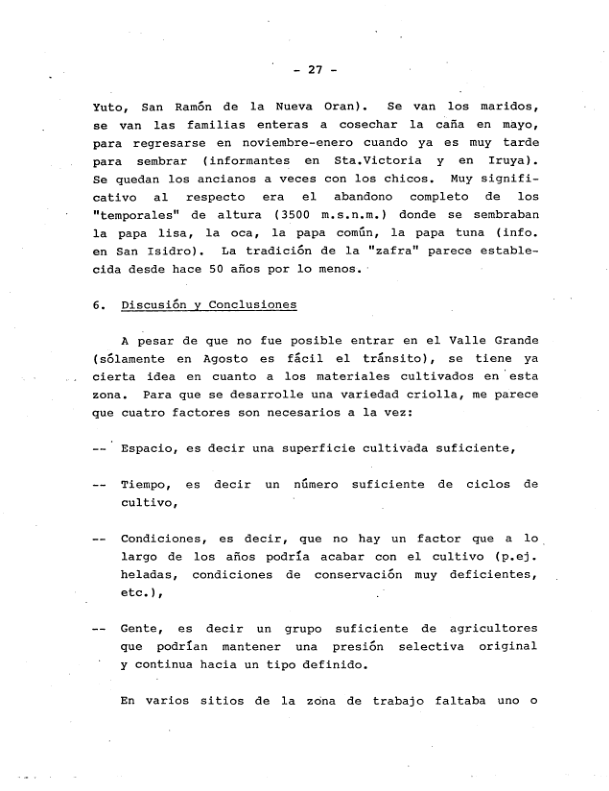 - 27 -
Yuto, San Ramón de la Nueva Oran). Se van los maridos,
se van las familias enteras a cosechar la caña en mayo,
para regresarse en noviembre-enero cuando ya es muy tarde
para sembrar (informantes en Sta.Victoria y en Iruya).
Se quedan los ancianos a veces con los chicos. Muy signifi-
cativo al respecto era el abandono completo de los
"temporales" de altura (3500 m.s.n.m.) donde se sembraban
la papa lisa, la oca, la papa común, la papa tuna (info.
en San Isidro). La tradición de la "zafra" parece estable-
cida desde hace 50 años por lo menos.
6. Discusión y Conclusiones
A pesar de que no fue posible entrar en el Valle Grande
(sólamente en Agosto es fácil el tránsito), se tiene ya
cierta idea en cuanto a los materiales cultivados en esta
zona. Para que se desarrolle una variedad criolla, me parece
que cuatro factores son necesarios a la vez:
-- Espacio, es decir una superficie cultivada suficiente,
-- Tiempo, es decir un número suficiente de ciclos de
cultivo,
-- Condiciones, es decir, que no hay un factor que a lo
largo de los años podría acabar con el cultivo (p.ej.
heladas, condiciones de conservación muy deficientes,
etc.),
-- Gente, es decir un grupo suficiente de agricultores
que podrían mantener una presión selectiva original
y continua hacia un tipo definido.
En varios sitios de la zona de trabajo faltaba uno o